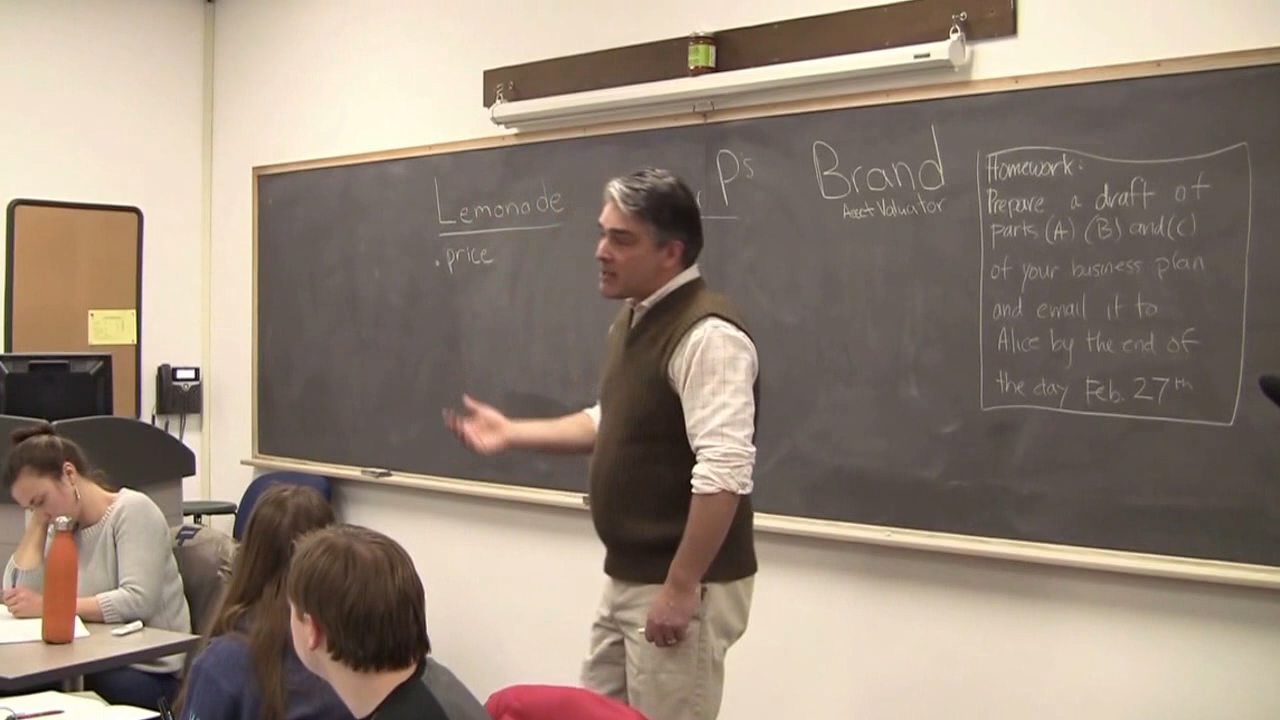 Lemonade
. price
P's
Brand
Asset Valuator
Homework:
Prepare a draft of
parts (A) (B) and (C)
of your business plan
and email it to
Alice by the end of
the day Feb. 27th